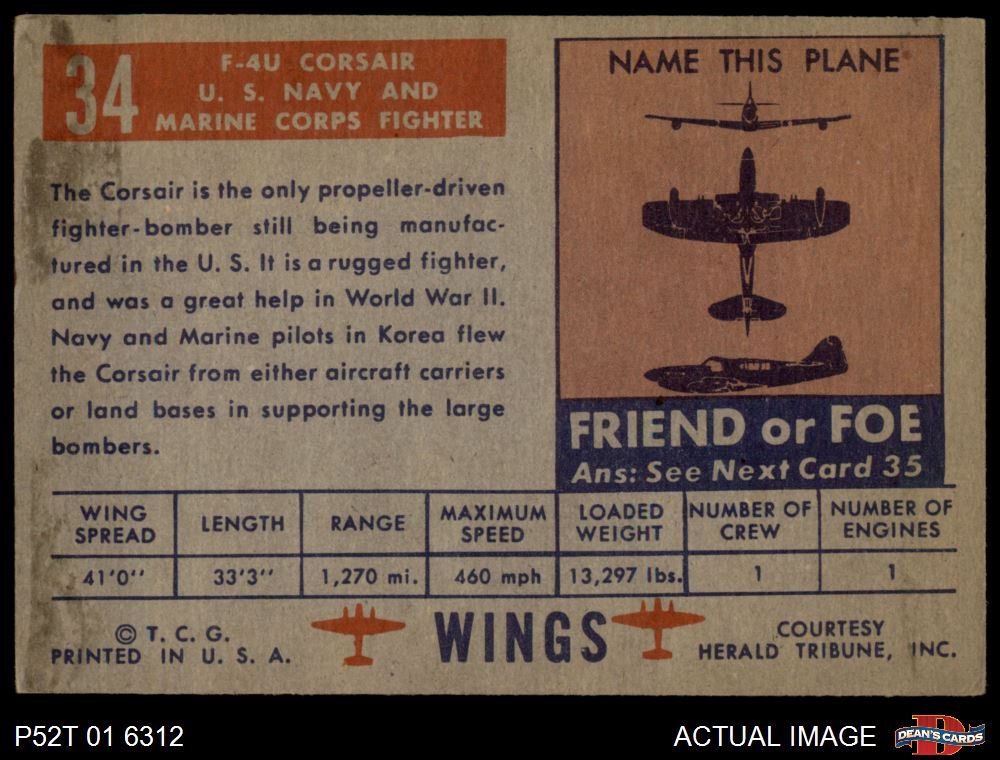 34
F-4U CORSAIR
U. S. NAVY AND
MARINE CORPS FIGHTER
The Corsair is the only propeller-driven
fighter-bomber still being manufac-
tured in the U. S. It is a rugged fighter,
and was a great help in World War II.
Navy and Marine pilots in Korea flew
the Corsair from either aircraft carriers
or land bases in supporting the large
bombers.
NAME THIS PLANE
FRIEND or FOE
Ans: See Next Card 35
WING SPREAD LENGTH RANGE MAXIMUM SPEED LOADED WEIGHT NUMBER OF CREW NUMBER OF ENGINES
41'0'' 33'3'' 1,270 mi. 460 mph 13,297 lbs. 1 1
© T. C. G.
PRINTED IN U. S. A.
WINGS
COURTESY
HERALD TRIBUNE, INC.
P52T 01 6312
ACTUAL IMAGE
D
DEAN'S CARDS